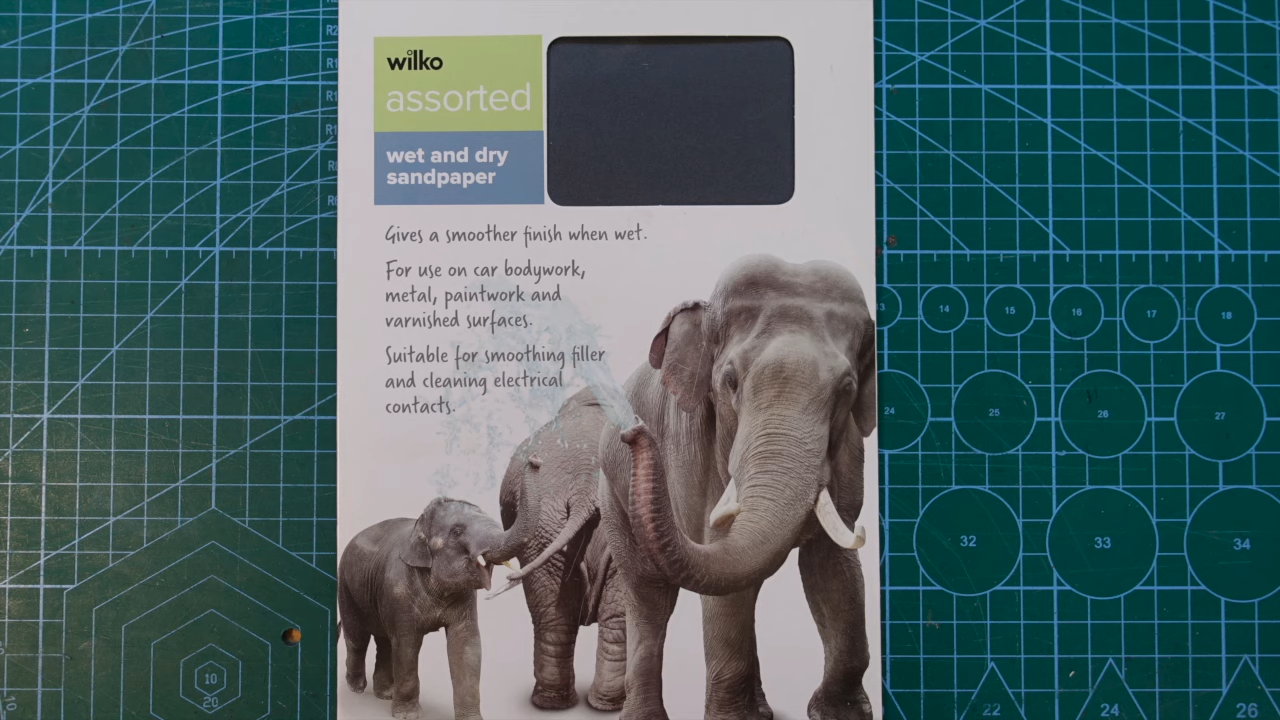 wilko
assorted
wet and dry
sandpaper
Gives a smoother finish when wet.
For use on car bodywork,
metal, paintwork and
varnished surfaces.
Suitable for smoothing filler
and cleaning electrical
contacts.
14 15 16 17 18
24 25 26 27
32 33 34
10
20
22 24 26
10